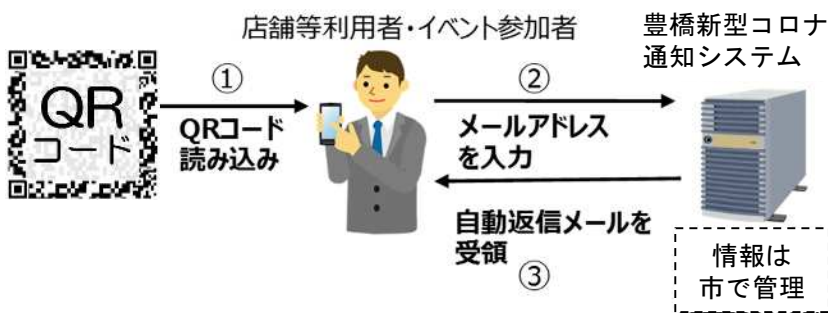 店舗等利用者・イベント参加者
豊橋新型コロナ
通知システム
QR
コード
①
QRコード
読み込み
②
メールアドレス
を入力
自動返信メールを
受領
③
情報は
市で管理